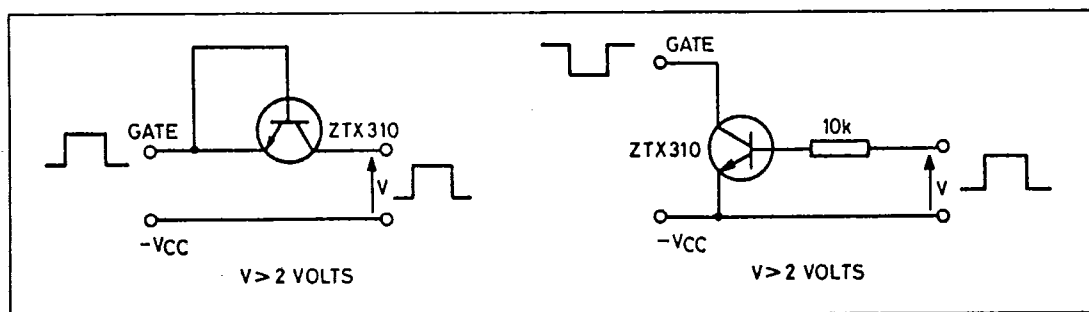 GATE
ZTX310
V
-VCC
V > 2 VOLTS
GATE
ZTX310
10k
V
-VCC
V > 2 VOLTS